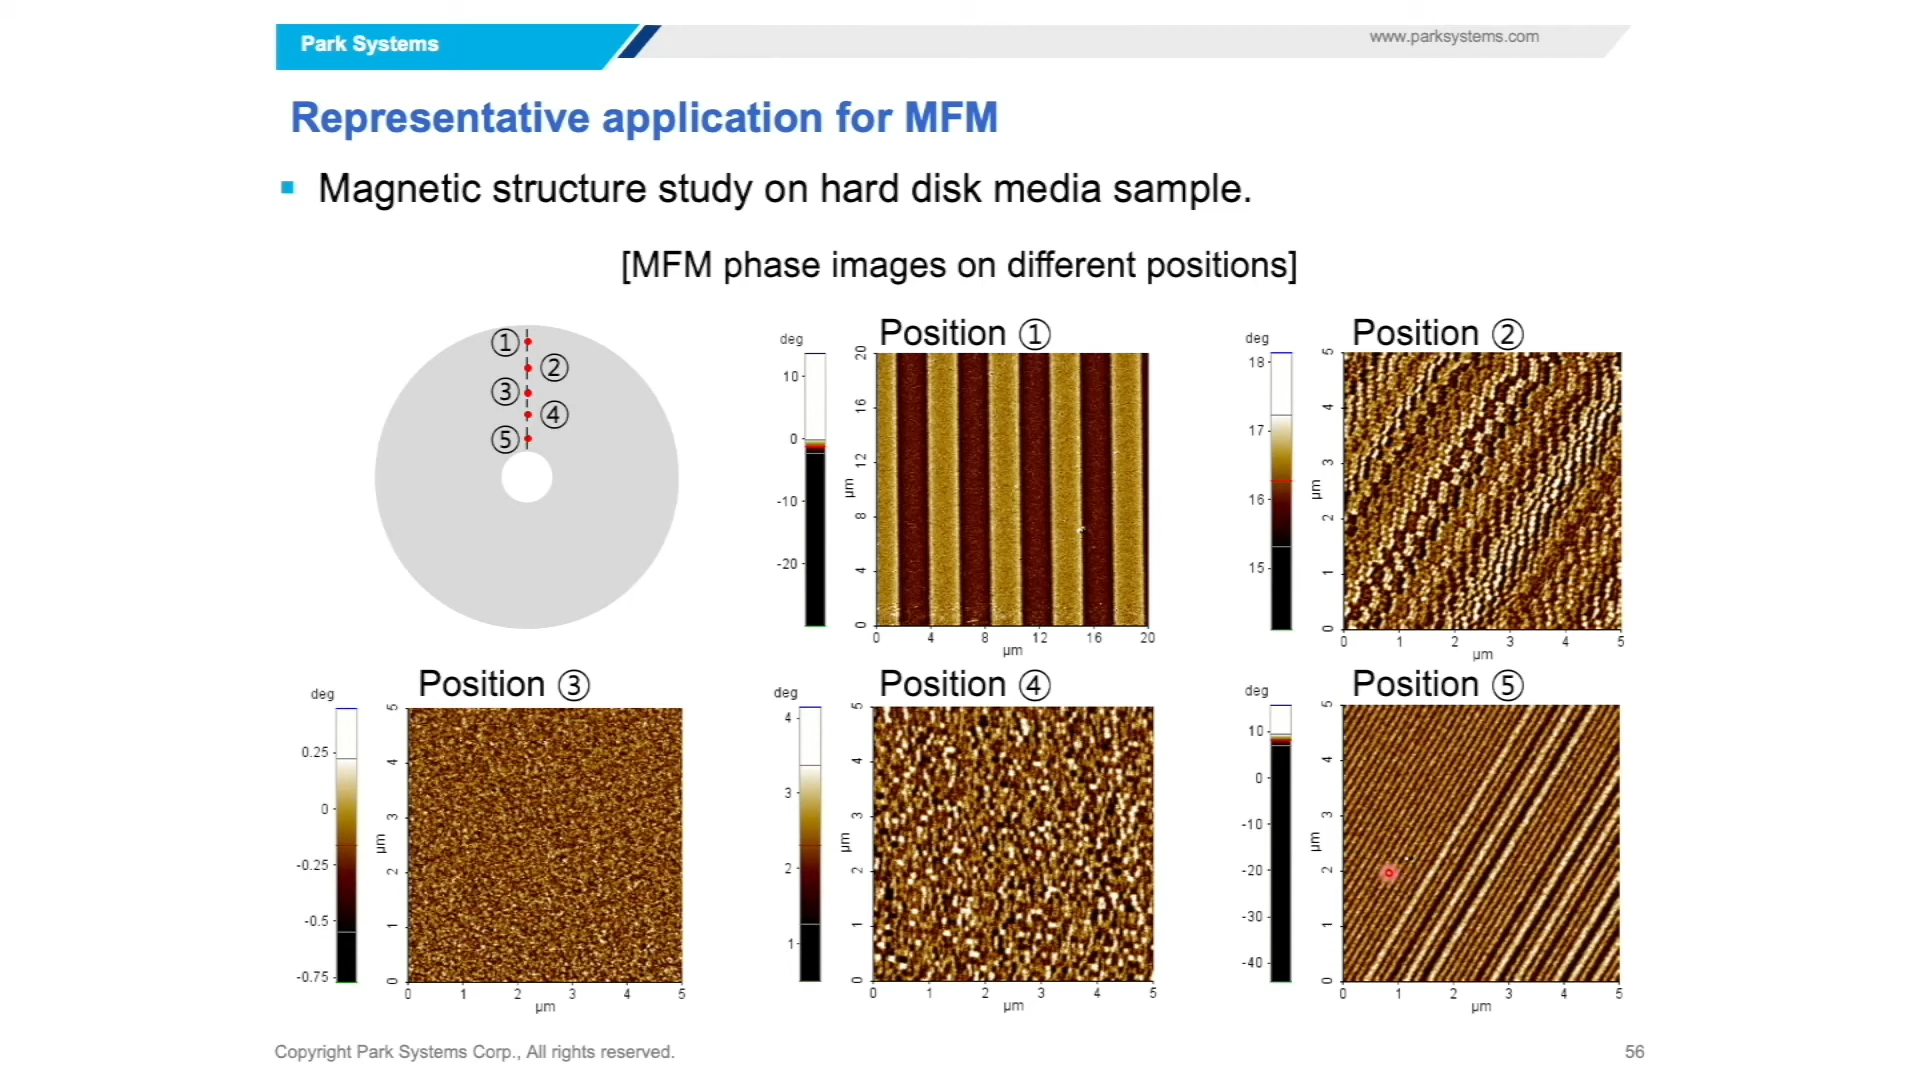 Park Systems
www.parksystems.com
Representative application for MFM
Magnetic structure study on hard disk media sample.
[MFM phase images on different positions]
①
②
③
④
⑤
Position ①
deg
10
0
-10
-20
20
16
12
8
4
0
µm
0 4 8 12 16 20
µm
Position ②
deg
18
17
16
15
5
4
3
2
1
0
µm
0 1 2 3 4 5
µm
Position ③
deg
0.25
0
-0.25
-0.5
-0.75
5
4
3
2
1
0
µm
0 1 2 3 4 5
µm
Position ④
deg
4
3
2
1
5
4
3
2
1
0
µm
0 1 2 3 4 5
µm
Position ⑤
deg
10
0
-10
-20
-30
-40
5
4
3
2
1
0
µm
0 1 2 3 4 5
µm
Copyright Park Systems Corp., All rights reserved.
56